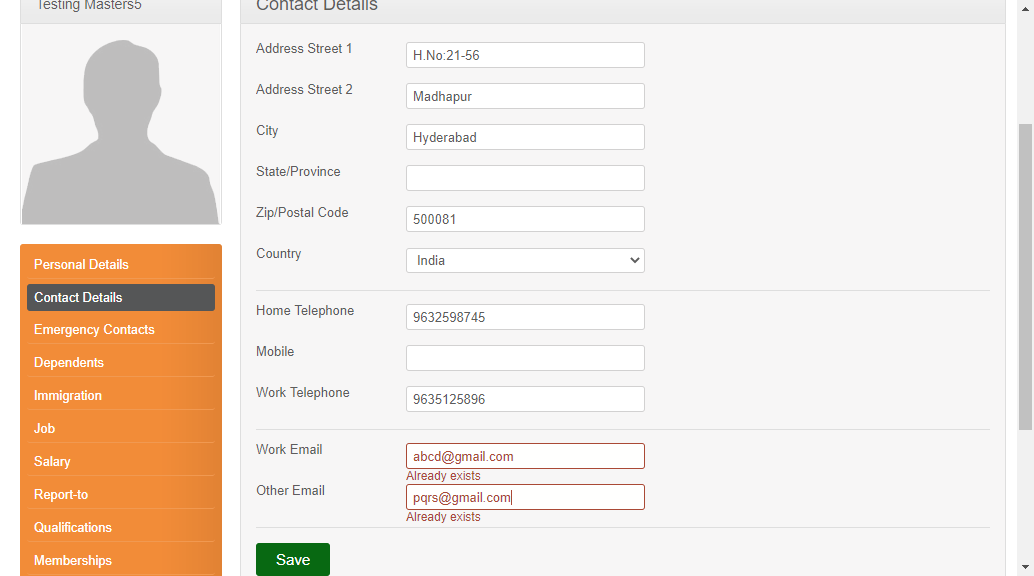 Testing Masters5
Contact Details
Address Street 1
H.No:21-56
Address Street 2
Madhapur
City
Hyderabad
State/Province
Zip/Postal Code
500081
Country
India
Home Telephone
9632598745
Mobile
Work Telephone
9635125896
Work Email
abcd@gmail.com
Already exists
Other Email
pqrs@gmail.com
Already exists
Save
Personal Details
Contact Details
Emergency Contacts
Dependents
Immigration
Job
Salary
Report-to
Qualifications
Memberships